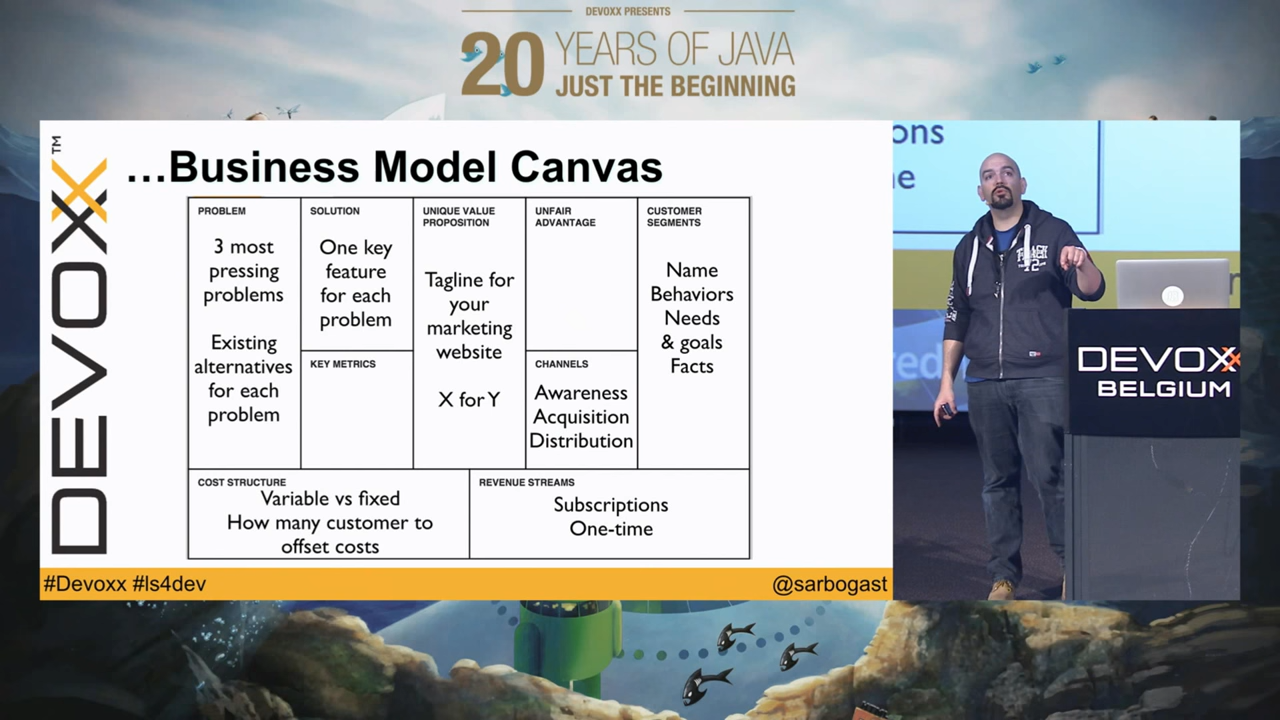 DEVOXX PRESENTS
20 YEARS OF JAVA
JUST THE BEGINNING
DEVOXX™
...Business Model Canvas
PROBLEM
3 most
pressing
problems
Existing
alternatives
for each
problem
SOLUTION
One key
feature
for each
problem
KEY METRICS
UNIQUE VALUE
PROPOSITION
Tagline for
your
marketing
website
X for Y
UNFAIR
ADVANTAGE
CHANNELS
Awareness
Acquisition
Distribution
CUSTOMER
SEGMENTS
Name
Behaviors
Needs
& goals
Facts
COST STRUCTURE
Variable vs fixed
How many customer to
offset costs
REVENUE STREAMS
Subscriptions
One-time
#Devoxx #ls4dev
@sarbogast
DEVOXX
BELGIUM